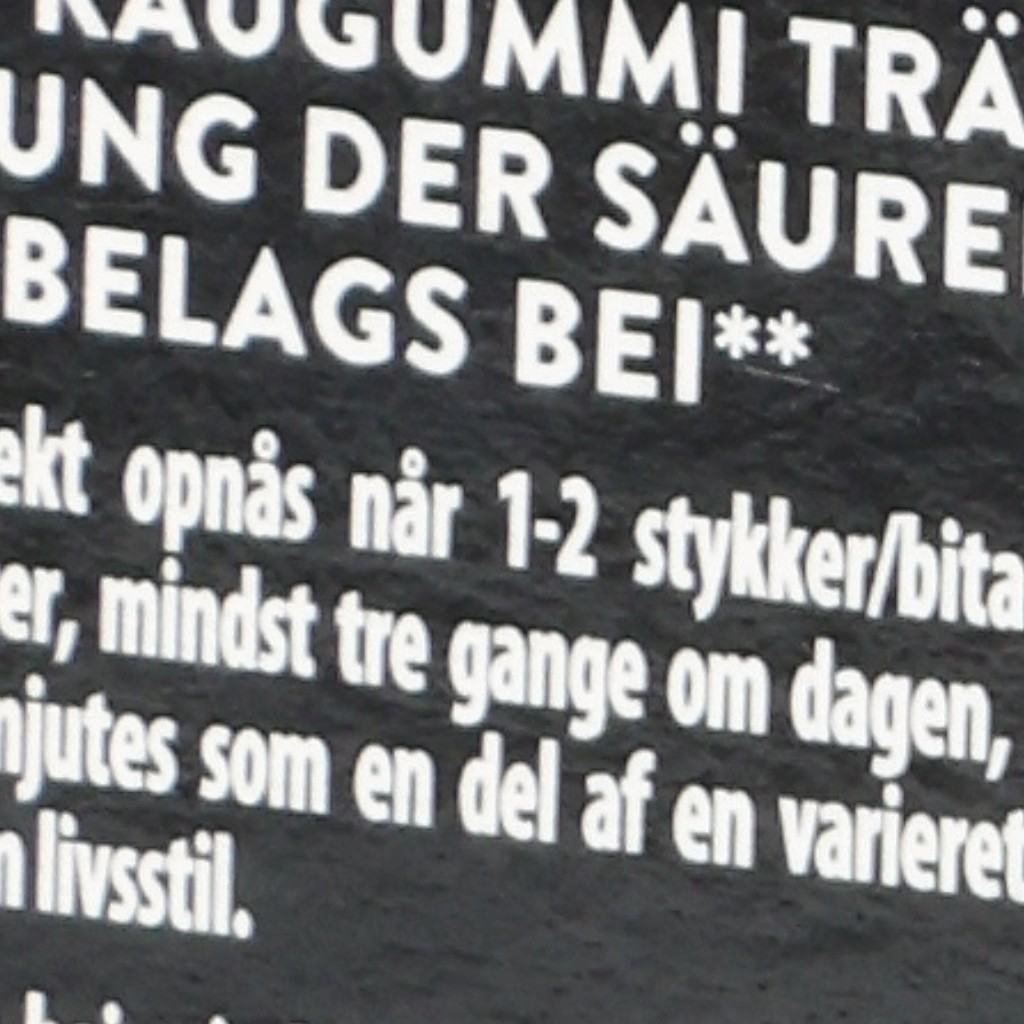 KAUGUMMI TRÄ
UNG DER SÄURE
BELAGS BEI**
ekt opnås når 1-2 stykker/bita
er, mindst tre gange om dagen,
njutes som en del af en varieret
n livsstil.